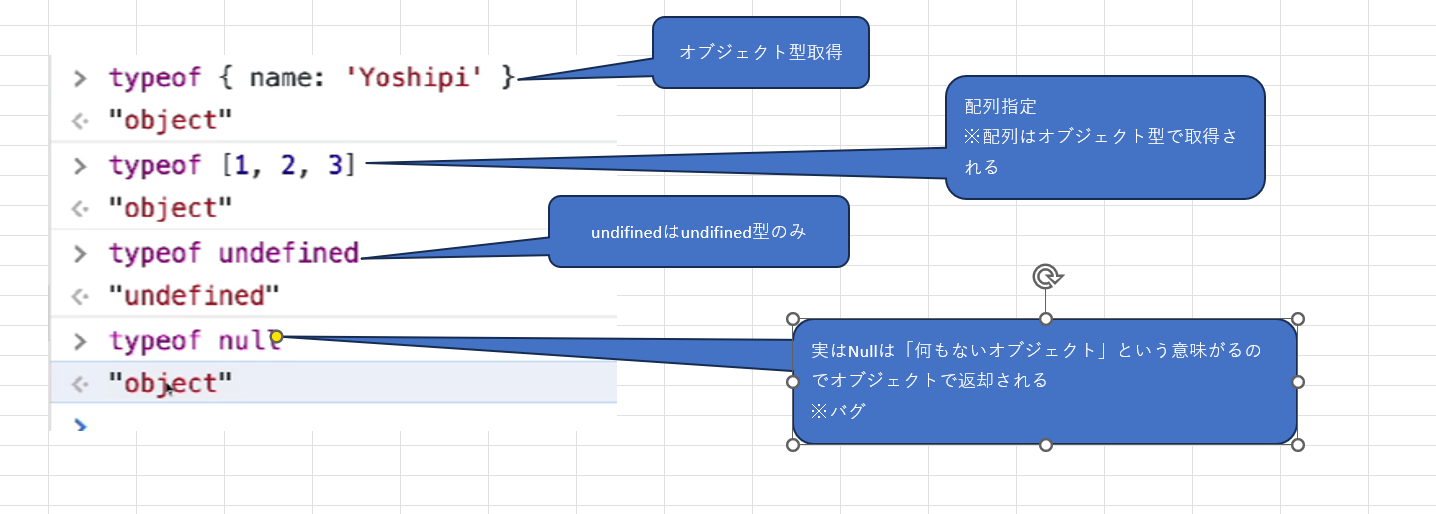 オブジェクト型取得
> typeof { name: 'Yoshipi' }
"object"
配列指定
※配列はオブジェクト型で取得さ
れる
> typeof [1, 2, 3]
"object"
undifinedはundifined型のみ
> typeof undefined
"undefined"
> typeof null
"object"
>
実はNullは「何もないオブジェクト」という意味がるの
でオブジェクトで返却される
※バグ